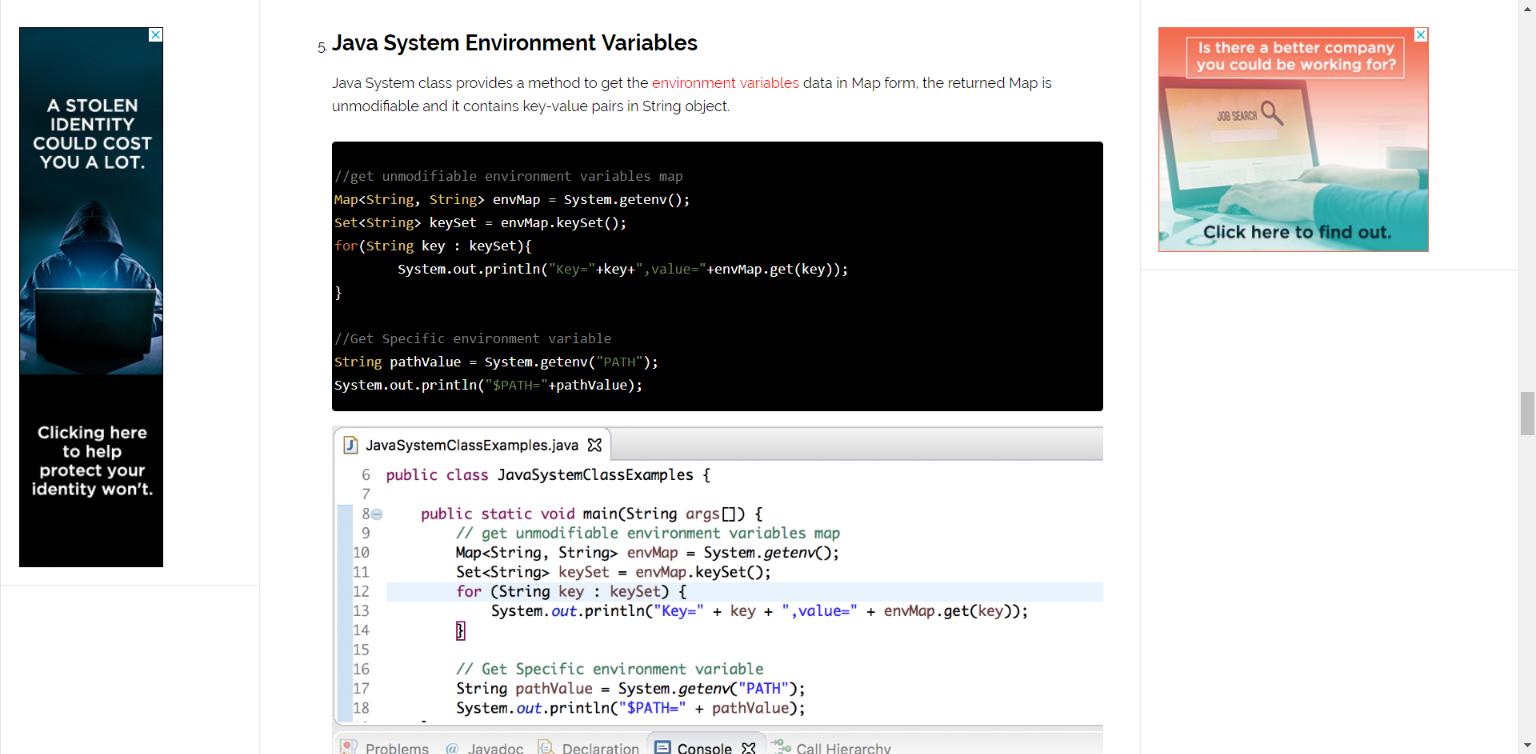 A STOLEN
IDENTITY
COULD COST
YOU A LOT.
Clicking here
to help
protect your
identity won't.
5. Java System Environment Variables
Java System class provides a method to get the environment variables data in Map form, the returned Map is
unmodifiable and it contains key-value pairs in String object.
//get unmodifiable environment variables map
Map<String, String> envMap = System.getenv();
Set<String> keySet = envMap.keySet();
for(String key : keySet){
        System.out.println("Key="+key+",value="+envMap.get(key));
}
//Get Specific environment variable
String pathValue = System.getenv("PATH");
System.out.println("$PATH="+pathValue);
JavaSystemClassExamples.java
6 public class JavaSystemClassExamples {
7
8     public static void main(String args[]) {
9         // get unmodifiable environment variables map
10         Map<String, String> envMap = System.getenv();
11         Set<String> keySet = envMap.keySet();
12         for (String key : keySet) {
13             System.out.println("Key=" + key + ",value=" + envMap.get(key));
14         }
15
16         // Get Specific environment variable
17         String pathValue = System.getenv("PATH");
18         System.out.println("$PATH=" + pathValue);
Problems @ Javadoc Declaration Console Call Hierarchy
Is there a better company
you could be working for?
JOB SEARCH
Click here to find out.